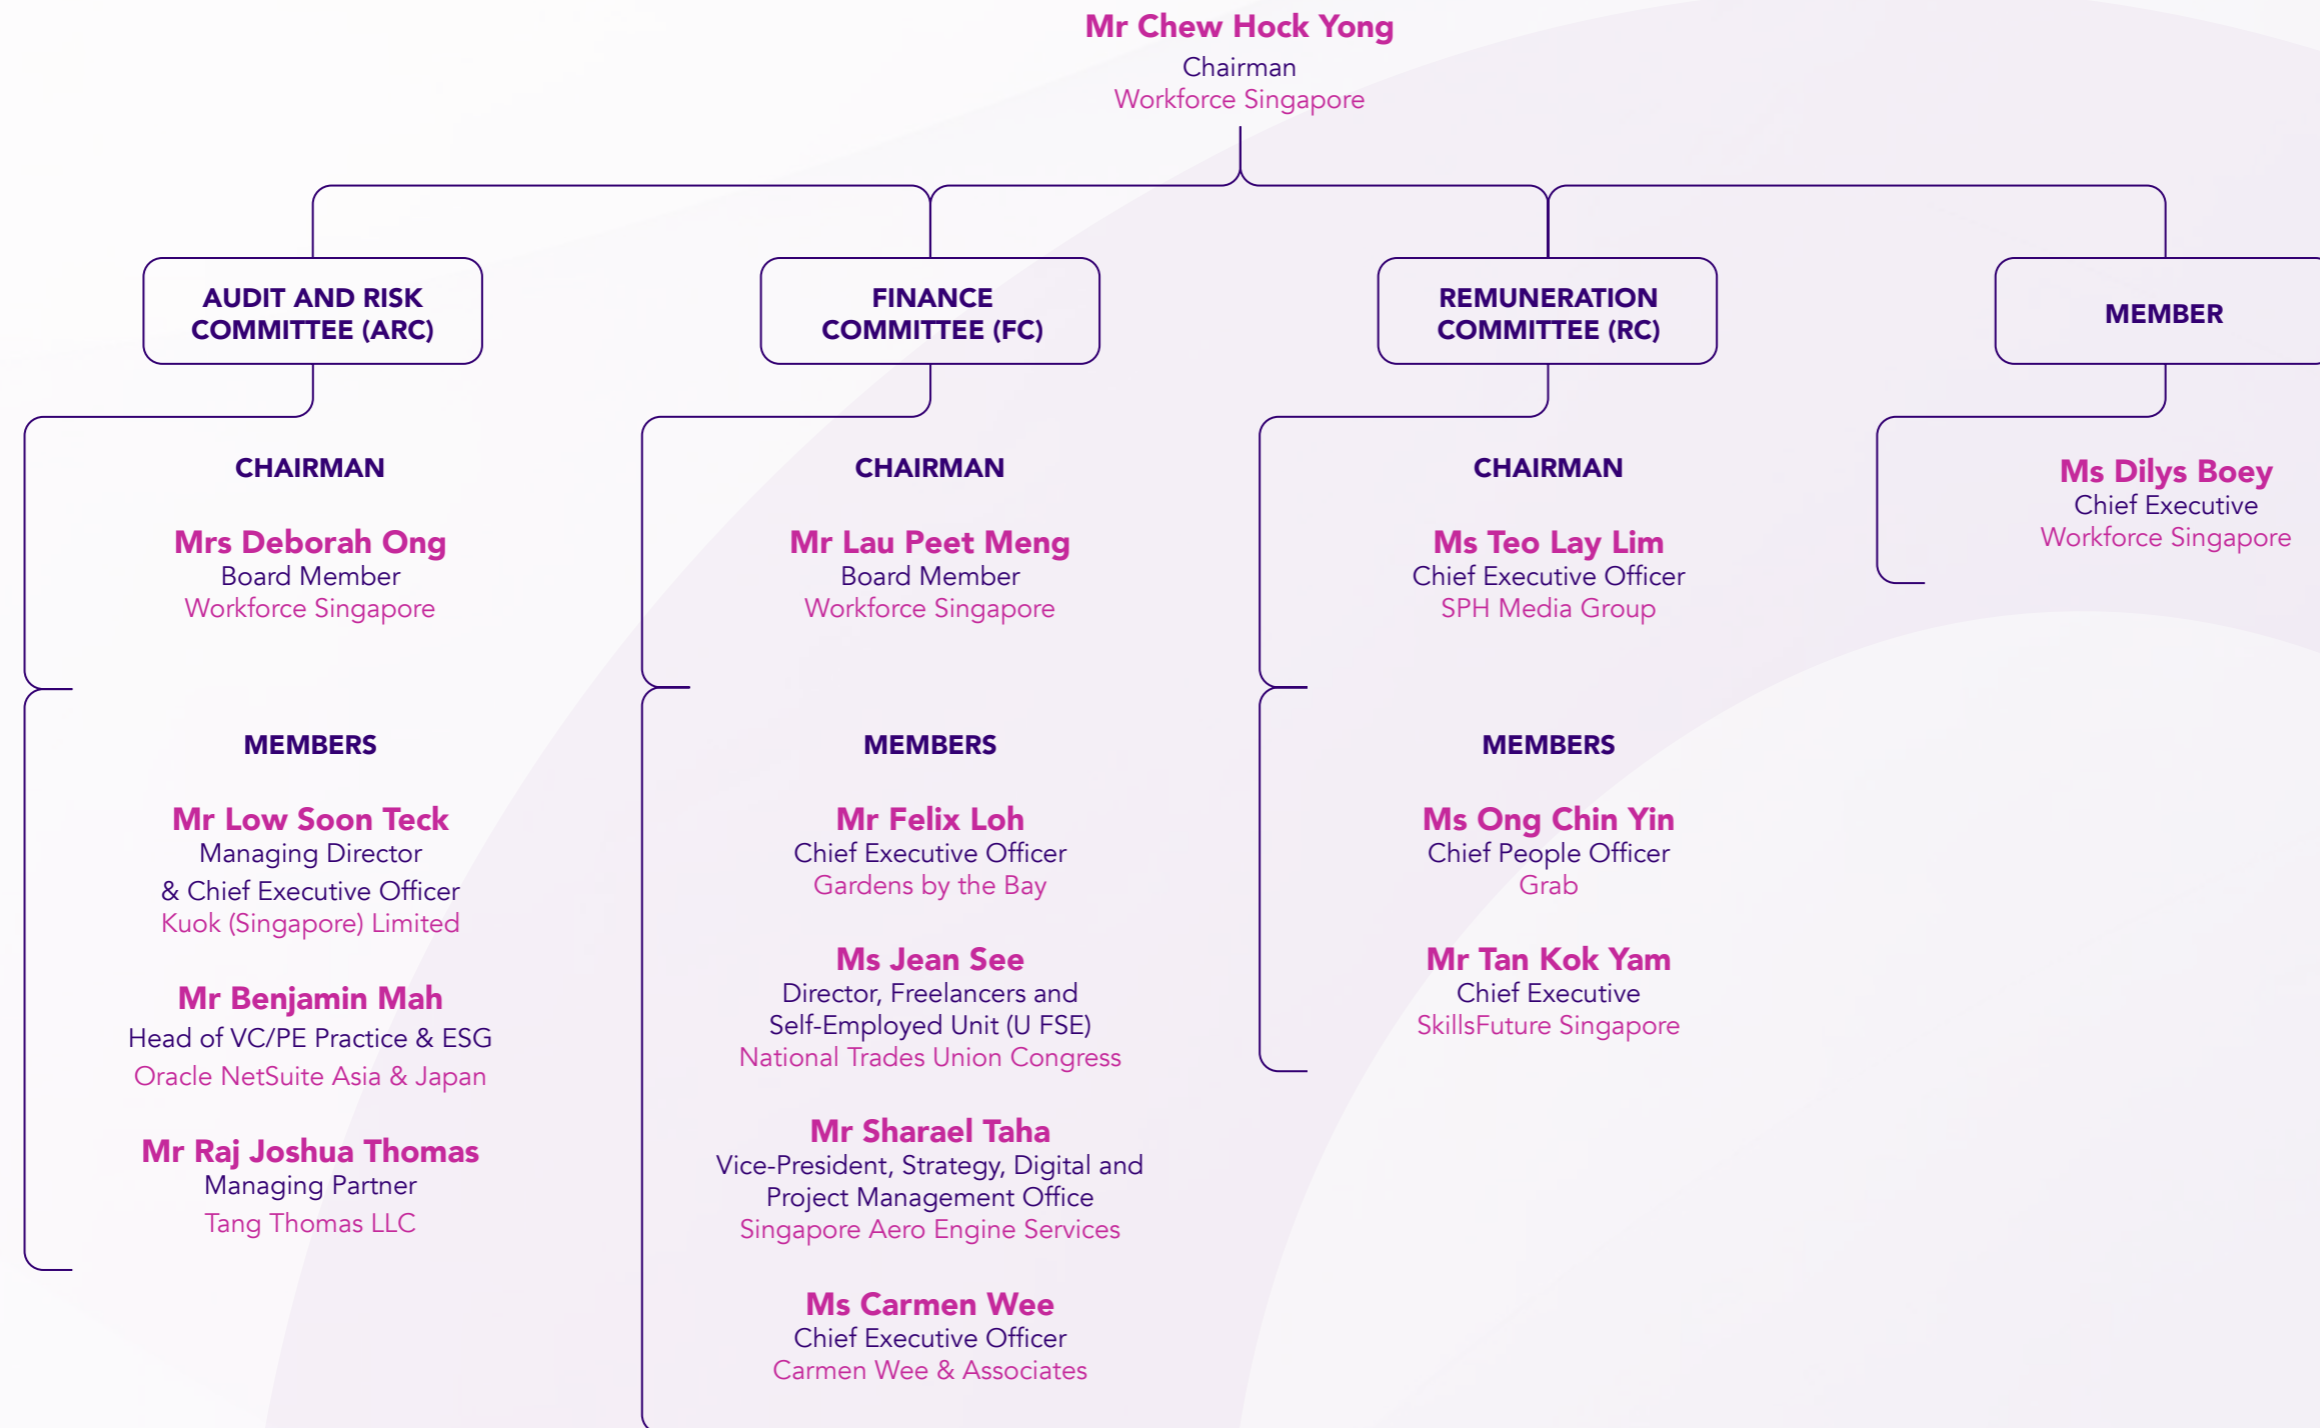 Mr Chew Hock Yong
Chairman
Workforce Singapore
AUDIT AND RISK
COMMITTEE (ARC)
CHAIRMAN
Mrs Deborah Ong
Board Member
Workforce Singapore
MEMBERS
Mr Low Soon Teck
Managing Director
& Chief Executive Officer
Kuok (Singapore) Limited
Mr Benjamin Mah
Head of VC/PE Practice & ESG
Oracle NetSuite Asia & Japan
Mr Raj Joshua Thomas
Managing Partner
Tang Thomas LLC
FINANCE
COMMITTEE (FC)
CHAIRMAN
Mr Lau Peet Meng
Board Member
Workforce Singapore
MEMBERS
Mr Felix Loh
Chief Executive Officer
Gardens by the Bay
Ms Jean See
Director, Freelancers and
Self-Employed Unit (U FSE)
National Trades Union Congress
Mr Sharael Taha
Vice-President, Strategy, Digital and
Project Management Office
Singapore Aero Engine Services
Ms Carmen Wee
Chief Executive Officer
Carmen Wee & Associates
REMUNERATION
COMMITTEE (RC)
CHAIRMAN
Ms Teo Lay Lim
Chief Executive Officer
SPH Media Group
MEMBERS
Ms Ong Chin Yin
Chief People Officer
Grab
Mr Tan Kok Yam
Chief Executive
SkillsFuture Singapore
MEMBER
Ms Dilys Boey
Chief Executive
Workforce Singapore